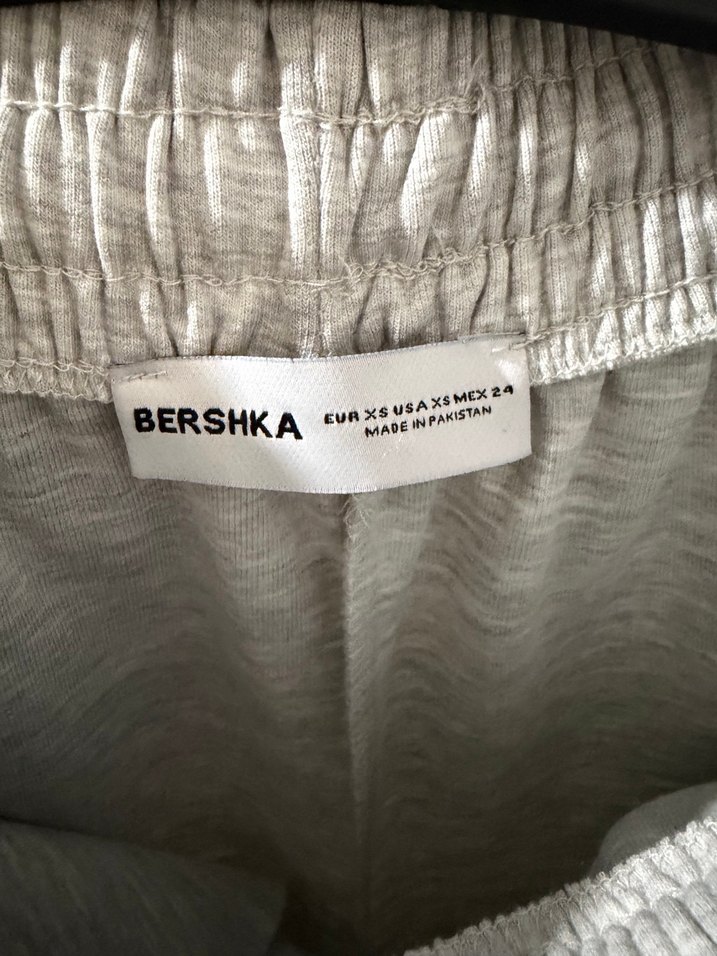 BERSHKA
EUR XS USA XS MEX 24
MADE IN PAKISTAN